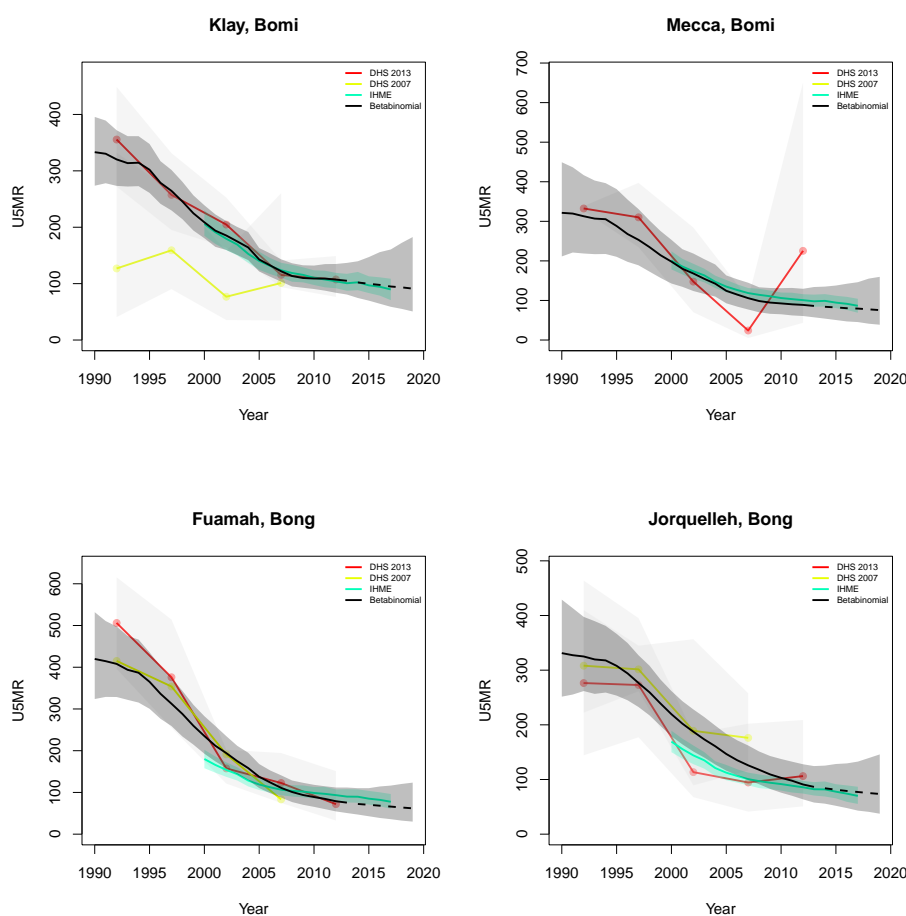 Klay, Bomi
U5MR
0 100 200 300 400
DHS 2013
DHS 2007
IHME
Betabinomial
1990 1995 2000 2005 2010 2015 2020
Year
Mecca, Bomi
U5MR
0 100 200 300 400 500 600 700
DHS 2013
DHS 2007
IHME
Betabinomial
1990 1995 2000 2005 2010 2015 2020
Year
Fuamah, Bong
U5MR
0 100 200 300 400 500 600
DHS 2013
DHS 2007
IHME
Betabinomial
1990 1995 2000 2005 2010 2015 2020
Year
Jorquelleh, Bong
U5MR
0 100 200 300 400 500
DHS 2013
DHS 2007
IHME
Betabinomial
1990 1995 2000 2005 2010 2015 2020
Year